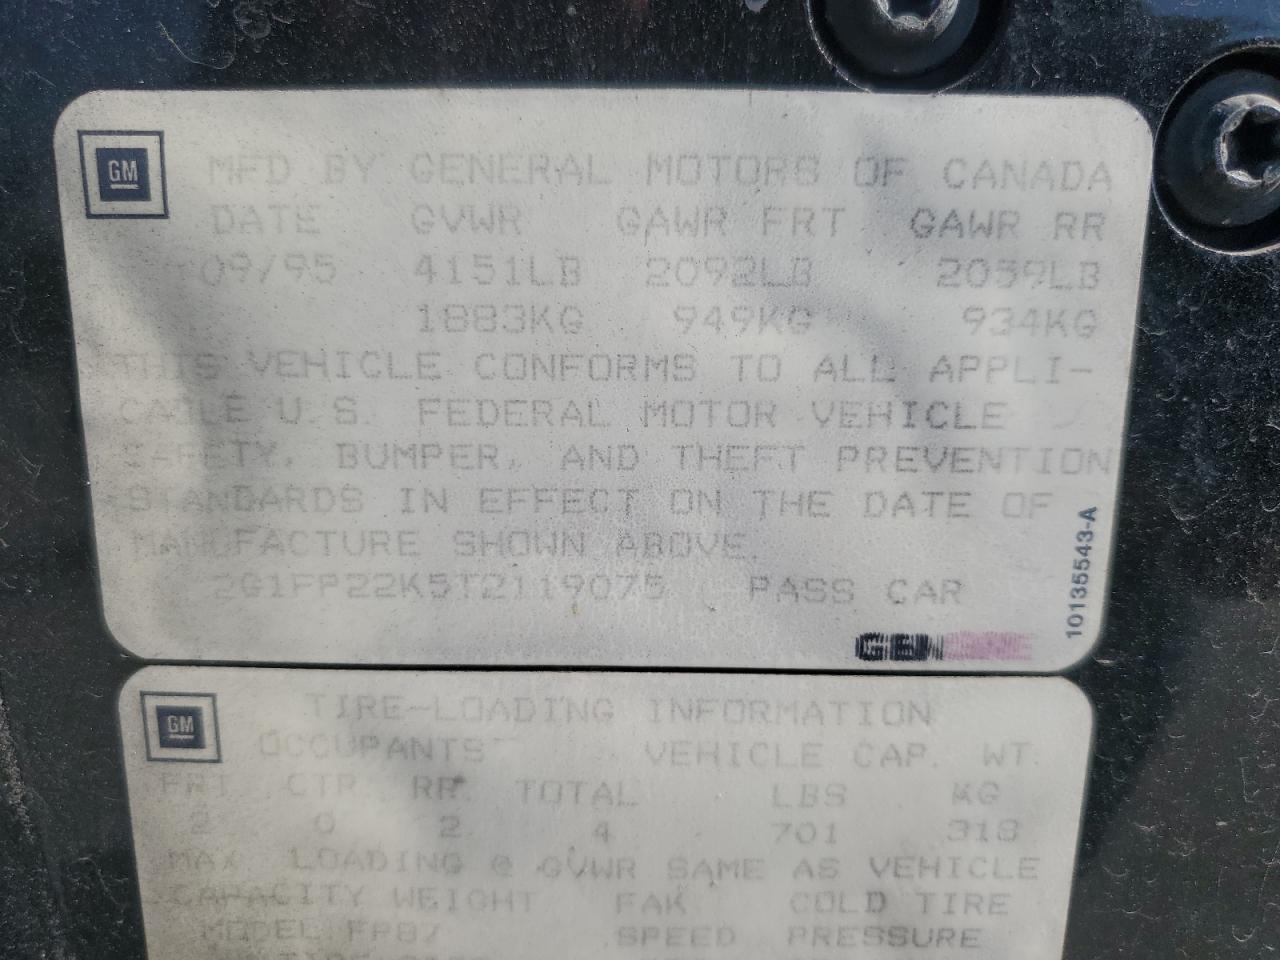 GM
MFD BY GENERAL MOTORS OF CANADA
DATE GVWR GAWR FRT GAWR RR
09/95 4151LB 2092LB 2059LB
1883KG 949KG 934KG
THIS VEHICLE CONFORMS TO ALL APPLI-
CABLE U.S. FEDERAL MOTOR VEHICLE
SAFETY, BUMPER, AND THEFT PREVENTION
STANDARDS IN EFFECT ON THE DATE OF
MANUFACTURE SHOWN ABOVE.
2G1FP22K5T2119075 PASS CAR
10135543-A
GM
TIRE-LOADING INFORMATION
OCCUPANTS VEHICLE CAP. WT.
FRT CTR RR TOTAL LBS KG
2 0 2 4 701 318
MAX LOADING @ GVWR SAME AS VEHICLE
CAPACITY WEIGHT FAK COLD TIRE
MODEL FP87 SPEED PRESSURE